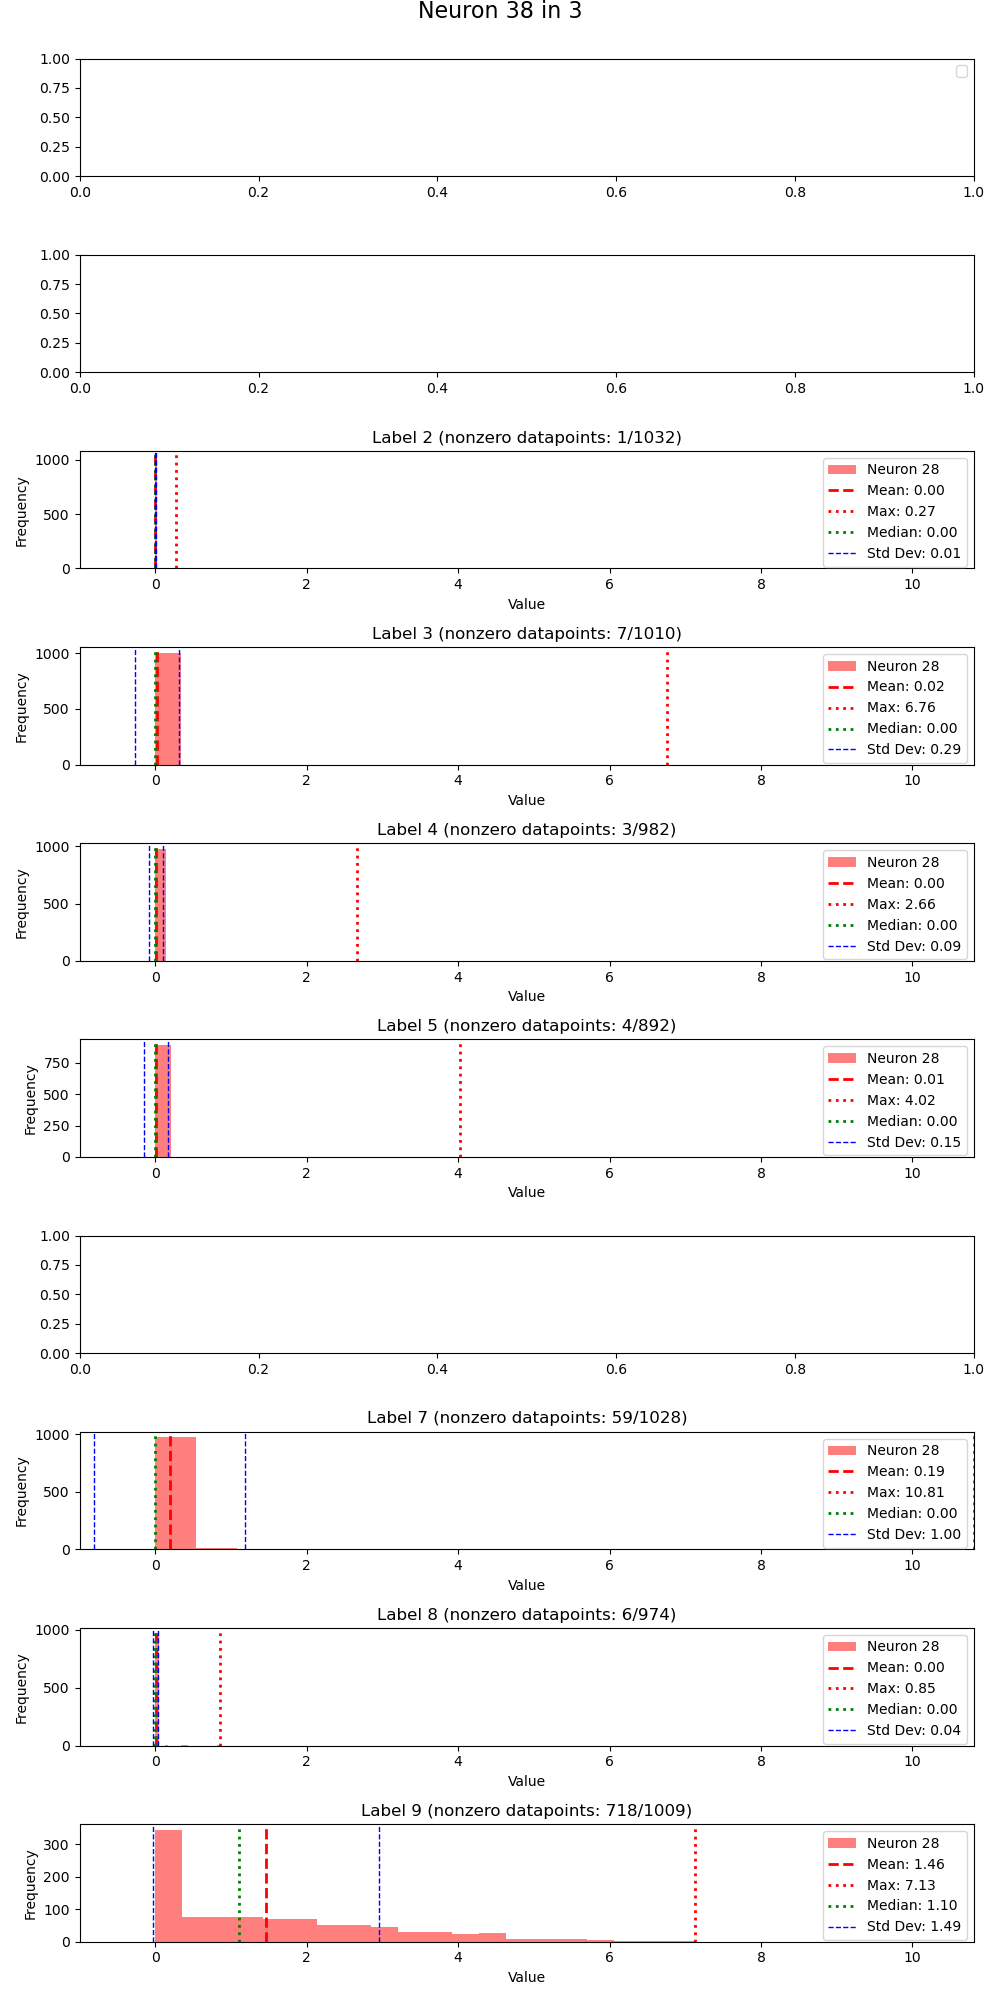 Neuron 38 in 3
1.00
0.75
0.50
0.25
0.00
0.0 0.2 0.4 0.6 0.8 1.0
1.00
0.75
0.50
0.25
0.00
0.0 0.2 0.4 0.6 0.8 1.0
Label 2 (nonzero datapoints: 1/1032)
Frequency
1000
500
0
Neuron 28
Mean: 0.00
Max: 0.27
Median: 0.00
Std Dev: 0.01
0 2 4 6 8 10
Value
Label 3 (nonzero datapoints: 7/1010)
Frequency
1000
500
0
Neuron 28
Mean: 0.02
Max: 6.76
Median: 0.00
Std Dev: 0.29
0 2 4 6 8 10
Value
Label 4 (nonzero datapoints: 3/982)
Frequency
1000
500
0
Neuron 28
Mean: 0.00
Max: 2.66
Median: 0.00
Std Dev: 0.09
0 2 4 6 8 10
Value
Label 5 (nonzero datapoints: 4/892)
Frequency
750
500
250
0
Neuron 28
Mean: 0.01
Max: 4.02
Median: 0.00
Std Dev: 0.15
0 2 4 6 8 10
Value
1.00
0.75
0.50
0.25
0.00
0.0 0.2 0.4 0.6 0.8 1.0
Label 7 (nonzero datapoints: 59/1028)
Frequency
1000
500
0
Neuron 28
Mean: 0.19
Max: 10.81
Median: 0.00
Std Dev: 1.00
0 2 4 6 8 10
Value
Label 8 (nonzero datapoints: 6/974)
Frequency
1000
500
0
Neuron 28
Mean: 0.00
Max: 0.85
Median: 0.00
Std Dev: 0.04
0 2 4 6 8 10
Value
Label 9 (nonzero datapoints: 718/1009)
Frequency
300
200
100
0
Neuron 28
Mean: 1.46
Max: 7.13
Median: 1.10
Std Dev: 1.49
0 2 4 6 8 10
Value